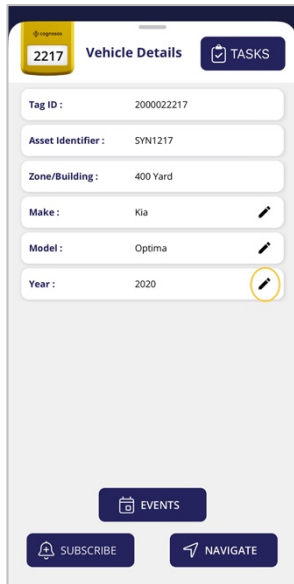 cognosos
2217
Vehicle Details
TASKS
Tag ID : 2000022217
Asset Identifier : SYN1217
Zone/Building : 400 Yard
Make : Kia
Model : Optima
Year : 2020
EVENTS
SUBSCRIBE
NAVIGATE